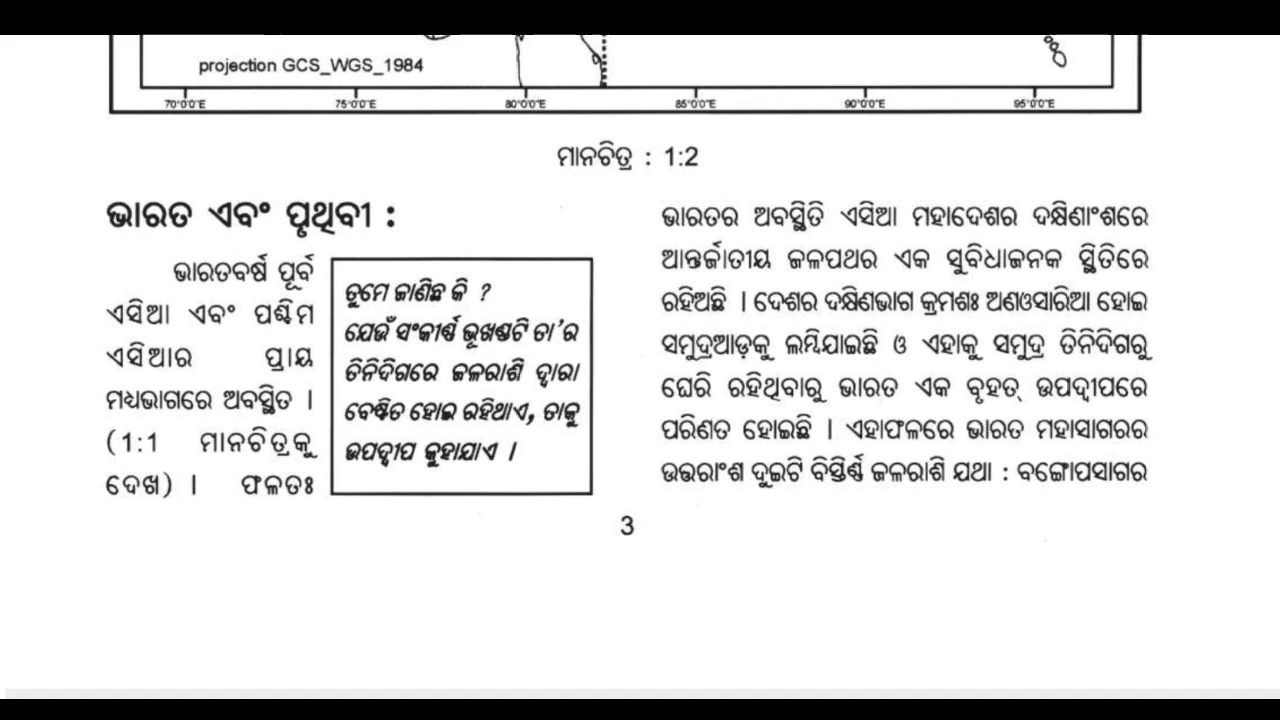 projection GCS_WGS_1984
70°0'0"E 75°0'0"E 80°0'0"E 85°0'0"E 90°0'0"E 95°0'0"E
ମାନଚିତ୍ର : 1:2
ଭାରତ ଏବଂ ପୃଥିବୀ :
ଭାରତବର୍ଷ ପୂର୍ବ
ଏସିଆ ଏବଂ ପଶ୍ଚିମ
ଏସିଆର ପ୍ରାୟ
ମଧ୍ୟଭାଗରେ ଅବସ୍ଥିତ ।
(1:1 ମାନଚିତ୍ରକୁ
ଦେଖ) । ଫଳତଃ
ତୁମେ ଜାଣିଛ କି ?
ଯେଉଁ ସଂକୀର୍ଣ୍ଣ ଭୂଖଣ୍ଡଟି ତା'ର
ତିନିଦିଗରେ ଜଳରାଶି ଦ୍ୱାରା
ବେଷ୍ଟିତ ହୋଇ ରହିଥାଏ, ତାକୁ
ଉପଦ୍ୱୀପ କୁହାଯାଏ ।
ଭାରତର ଅବସ୍ଥିତି ଏସିଆ ମହାଦେଶର ଦକ୍ଷିଣାଂଶରେ
ଆନ୍ତର୍ଜାତୀୟ ଜଳପଥର ଏକ ସୁବିଧାଜନକ ସ୍ଥିତିରେ
ରହିଅଛି । ଦେଶର ଦକ୍ଷିଣଭାଗ କ୍ରମଶଃ ଅଣଓସାରିଆ ହୋଇ
ସମୁଦ୍ରଆଡ଼କୁ ଲମ୍ବିଯାଇଛି ଓ ଏହାକୁ ସମୁଦ୍ର ତିନିଦିଗରୁ
ଘେରି ରହିଥିବାରୁ ଭାରତ ଏକ ବୃହତ୍ ଉପଦ୍ୱୀପରେ
ପରିଣତ ହୋଇଛି । ଏହାଫଳରେ ଭାରତ ମହାସାଗରର
ଉତ୍ତରାଂଶ ଦୁଇଟି ବିସ୍ତିର୍ଣ୍ଣ ଜଳରାଶି ଯଥା : ବଙ୍ଗୋପସାଗର
3